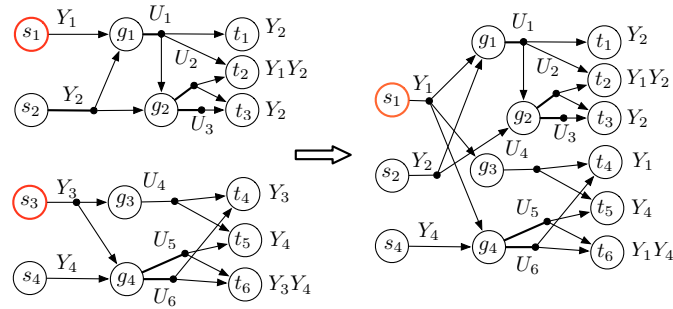 s₁ Y₁ g₁ U₁ t₁ Y₂
U₂ t₂ Y₁Y₂
s₂ Y₂ g₂ U₃ t₃ Y₂
s₃ Y₃ g₃ U₄ t₄ Y₃
U₅ t₅ Y₄
s₄ Y₄ g₄ U₆ t₆ Y₃Y₄
g₁ U₁ t₁ Y₂
s₁ Y₁ U₂ t₂ Y₁Y₂
g₂ U₃ t₃ Y₂
s₂ Y₂ g₃ U₄ t₄ Y₁
U₅ t₅ Y₄
s₄ Y₄ g₄ U₆ t₆ Y₁Y₄